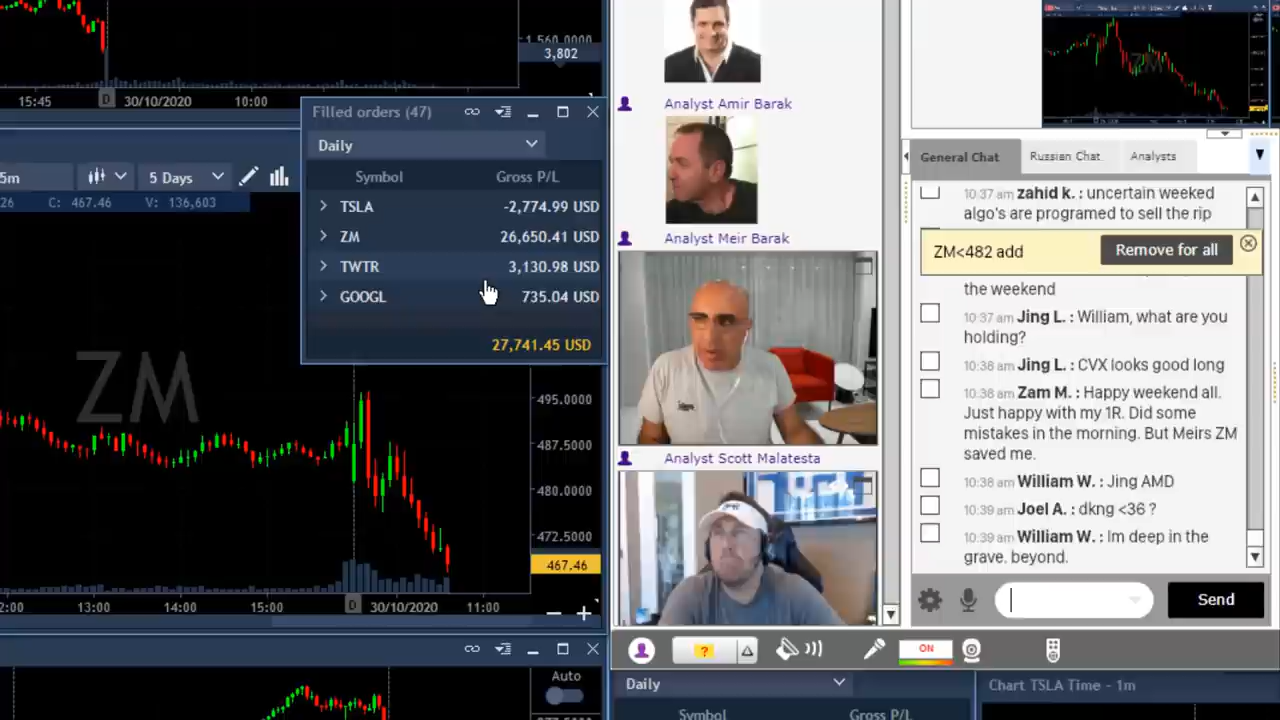 1,560.0000
3,802
15:45
D
30/10/2020
10:00
Filled orders (47)
Daily
Symbol
Gross P/L
TSLA
-2,774.99 USD
ZM
26,650.41 USD
TWTR
3,130.98 USD
GOOGL
735.04 USD
27,741.45 USD
5m
5 Days
26
C: 467.46
V: 136,603
ZM
495.0000
487.5000
480.0000
472.5000
467.46
2:00
13:00
14:00
15:00
D
30/10/2020
11:00
Auto
Analyst Amir Barak
Analyst Meir Barak
Analyst Scott Malatesta
ON
?
Daily
Symbol
Gross P/L
Chart TSLA Time - 1m
ZM
General Chat
Russian Chat
Analysts
10:37 am zahid k. : uncertain weeked
algo's are programed to sell the rip
ZM<482 add
Remove for all
the weekend
10:37 am Jing L. : William, what are you
holding?
10:38 am Jing L. : CVX looks good long
10:38 am Zam M. : Happy weekend all.
Just happy with my 1R. Did some
mistakes in the morning. But Meirs ZM
saved me.
10:38 am William W. : Jing AMD
10:39 am Joel A. : dkng <36 ?
10:39 am William W. : Im deep in the
grave. beyond.
Send